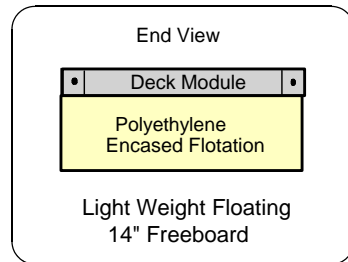 End View
Deck Module
Polyethylene
Encased Flotation
Light Weight Floating
14" Freeboard